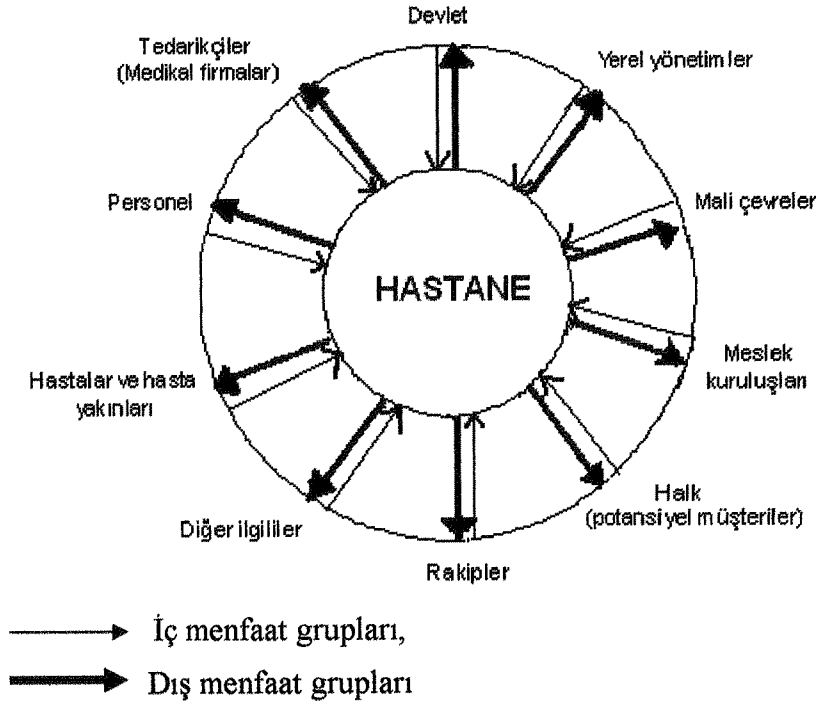 Devlet
Tedarikçiler
(Medikal firmalar)
Yerel yönetimler
Personel
Mali çevreler
HASTANE
Hastalar ve hasta
yakınları
Meslek
kuruluşları
Diğer ilgililer
Halk
(potansiyel müşteriler)
Rakipler
İç menfaat grupları,
Dış menfaat grupları